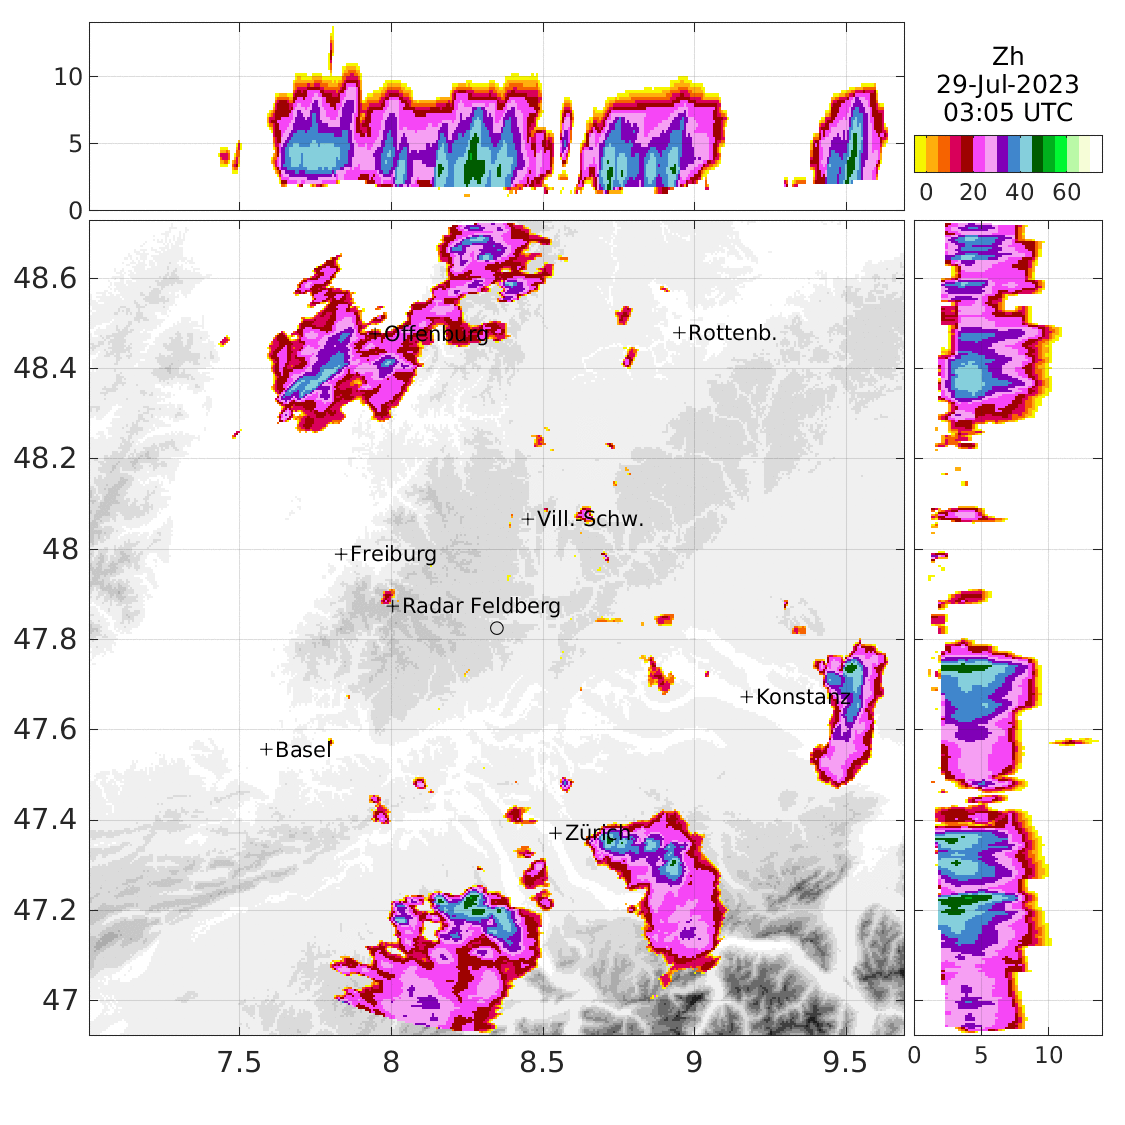 10
5
0
Zh
29-Jul-2023
03:05 UTC
0 20 40 60
48.6
48.4
48.2
48
47.8
47.6
47.4
47.2
47
Offenburg
Rottenb.
Vill.-Schw.
Freiburg
Radar Feldberg
Konstanz
Basel
Zürich
7.5 8 8.5 9 9.5
0 5 10